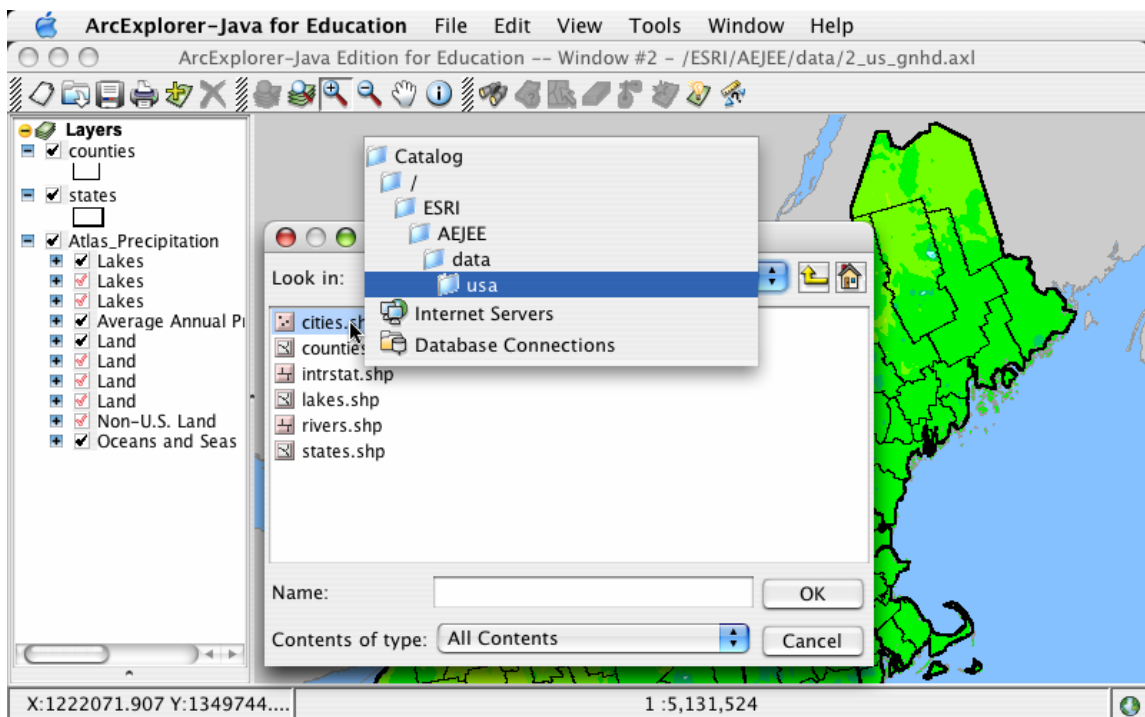 ArcExplorer-Java for Education File Edit View Tools Window Help
ArcExplorer-Java Edition for Education -- Window #2 - /ESRI/AEJEE/data/2_us_gnhd.axl
Layers
counties
states
Atlas_Precipitation
Lakes
Lakes
Lakes
Average Annual Pr
Land
Land
Land
Land
Non-U.S. Land
Oceans and Seas
Catalog
/
ESRI
AEJEE
data
usa
Internet Servers
Database Connections
Look in:
cities.sh
counties
intrstat.shp
lakes.shp
rivers.shp
states.shp
Name:
OK
Contents of type: All Contents
Cancel
X:1222071.907 Y:1349744.... 1 :5,131,524